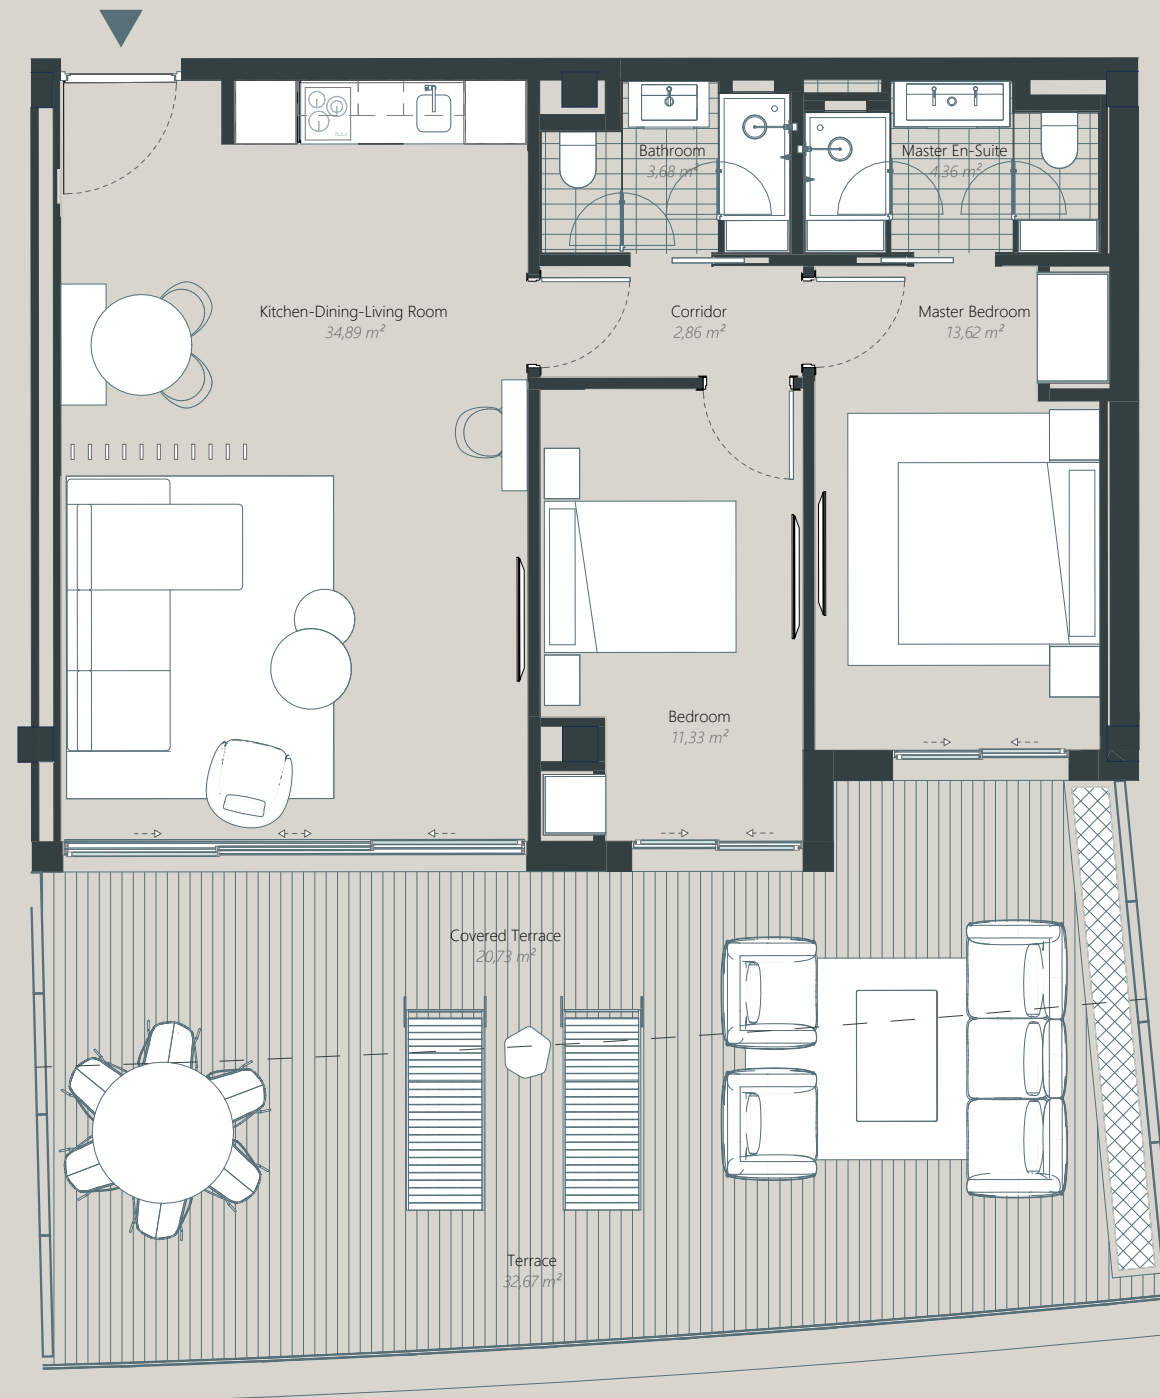 Bathroom
3,68 m²
Master En-Suite
4,36 m²
Kitchen-Dining-Living Room
34,89 m²
Corridor
2,86 m²
Master Bedroom
13,62 m²
Bedroom
11,33 m²
Covered Terrace
20,73 m²
Terrace
32,67 m²